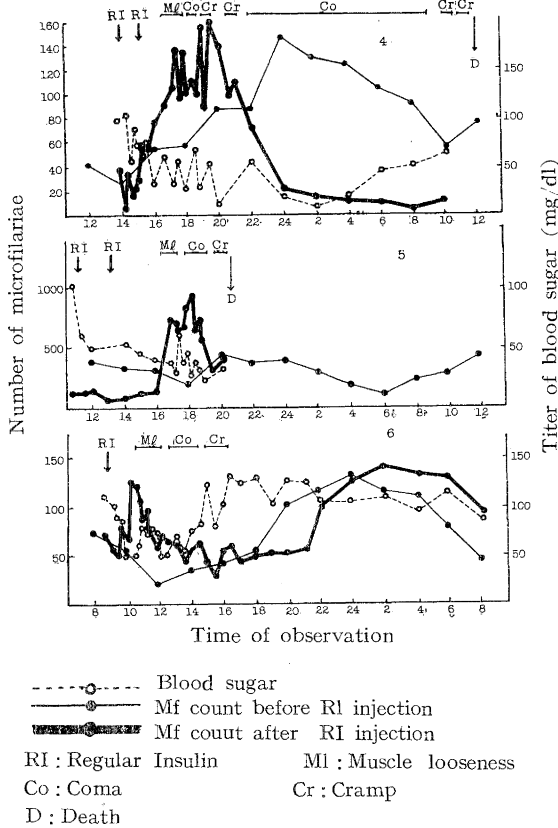 RI RI Mℓ Co Cr Cr Co Cr Cr
160
140
120
100
80
60
40
20
4
D
150
100
50
12 14 15 16 18 20 22 24 2 4 6 8 10 12
RI RI Mℓ Co Cr
D
5
1000
500
100
50
12 14 16 18 20 22 24 2 4 6 8 10 12
RI Mℓ Co Cr
6
150
100
50
150
100
50
8 10 12 14 16 18 20 22 24 2 4 6 8
Number of microfilariae
Titer of blood sugar (mg/dl)
Time of observation
Blood sugar
Mf count before Rl injection
Mf couut after RI injection
RI : Regular Insulin Ml : Muscle looseness
Co : Coma Cr : Cramp
D : Death